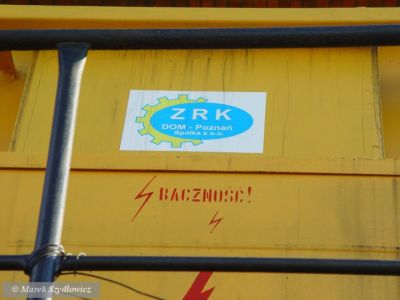 ZRK
DOM - Poznań
Spółka z o.o.
BACZNOŚĆ!
© Marek Szydłowicz